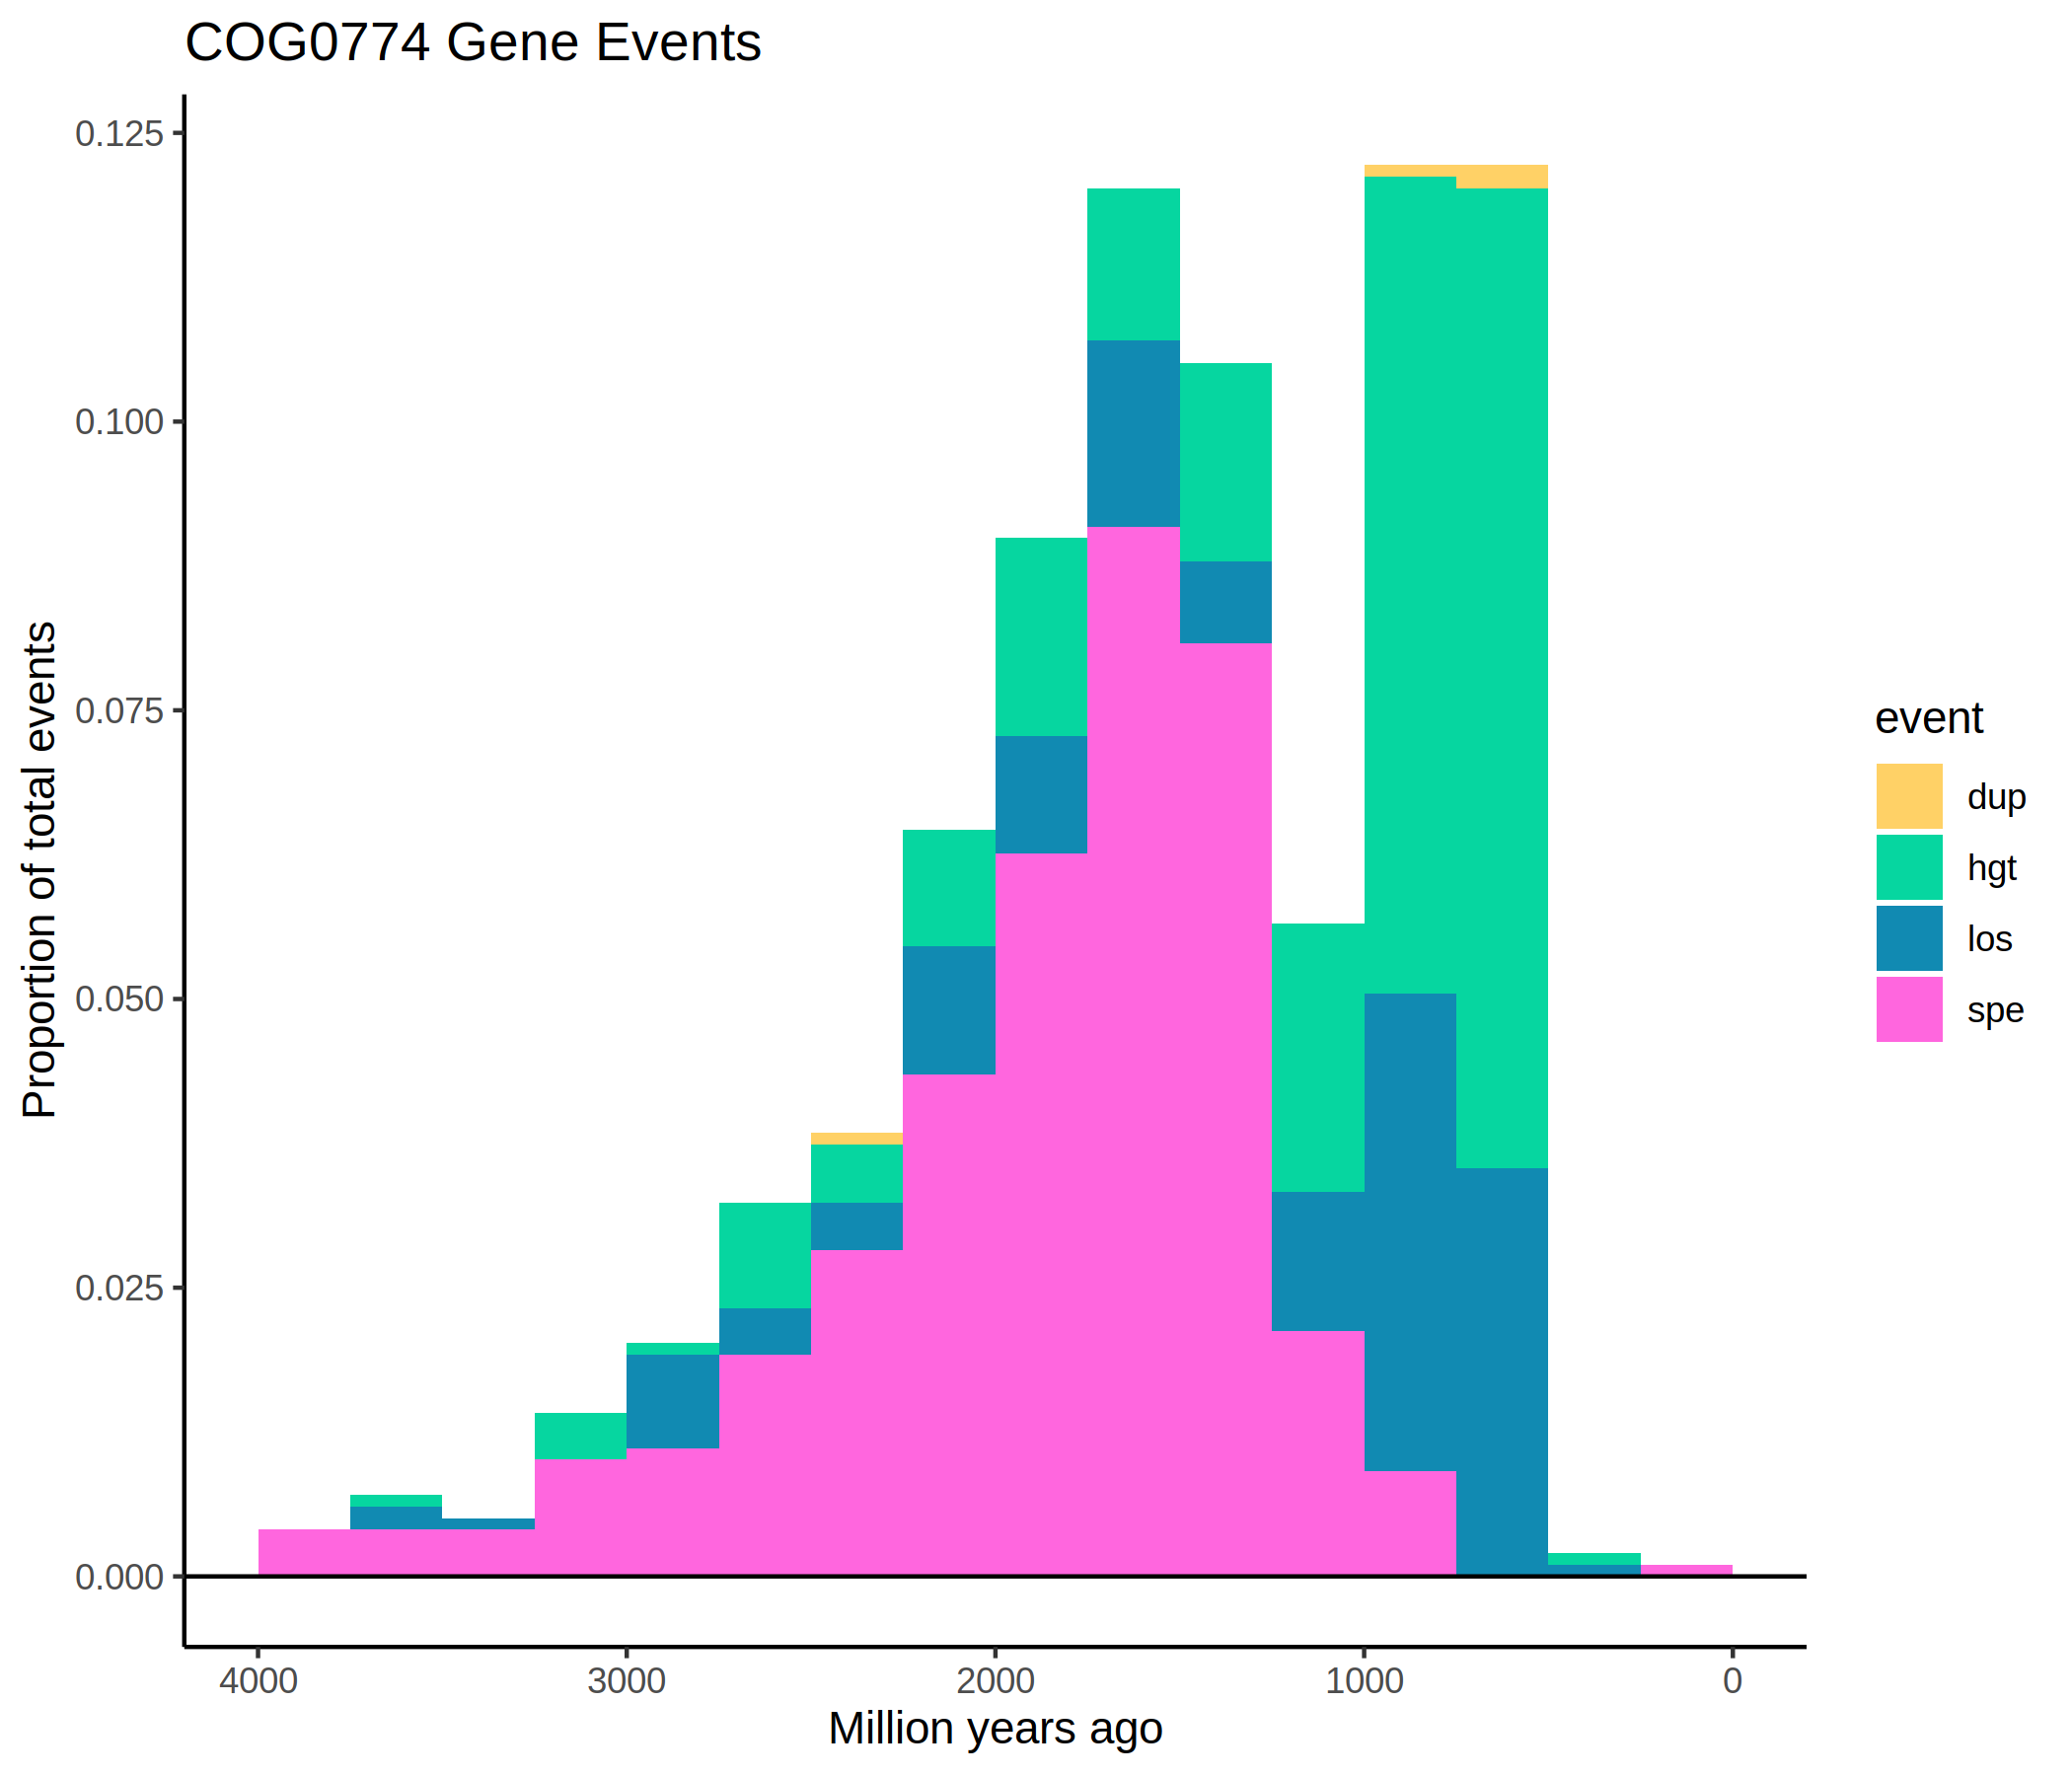 COG0774 Gene Events
Proportion of total events
0.125
0.100
0.075
0.050
0.025
0.000
4000 3000 2000 1000 0
Million years ago
event
dup
hgt
los
spe